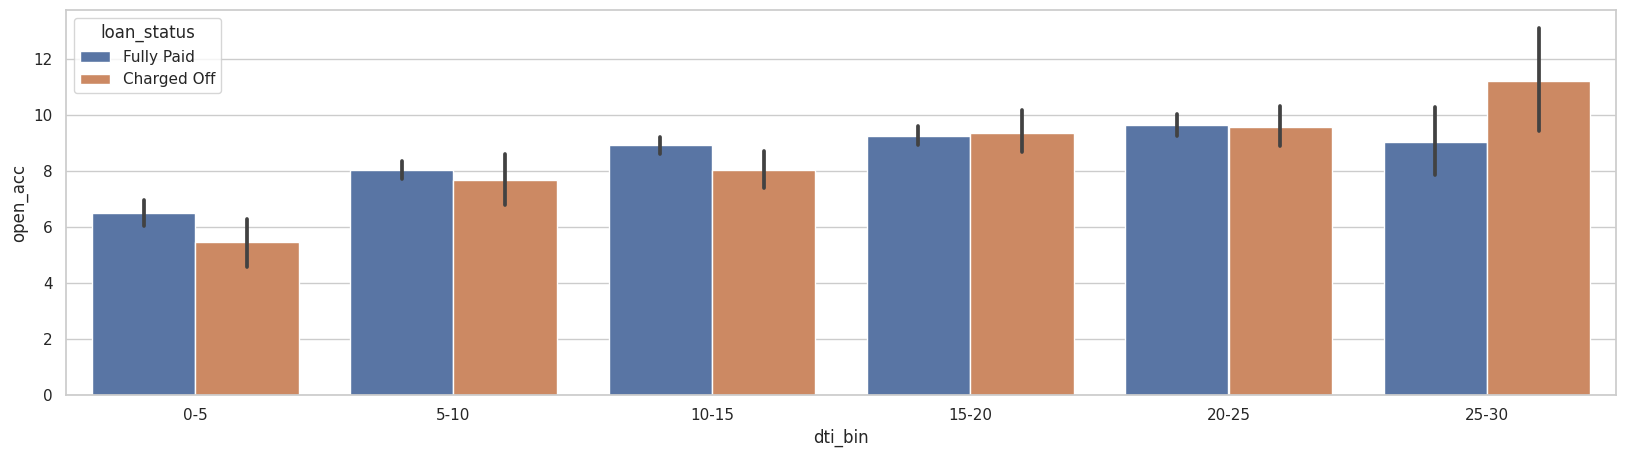 loan_status
Fully Paid
Charged Off
open_acc
12
10
8
6
4
2
0
0-5 5-10 10-15 15-20 20-25 25-30
dti_bin